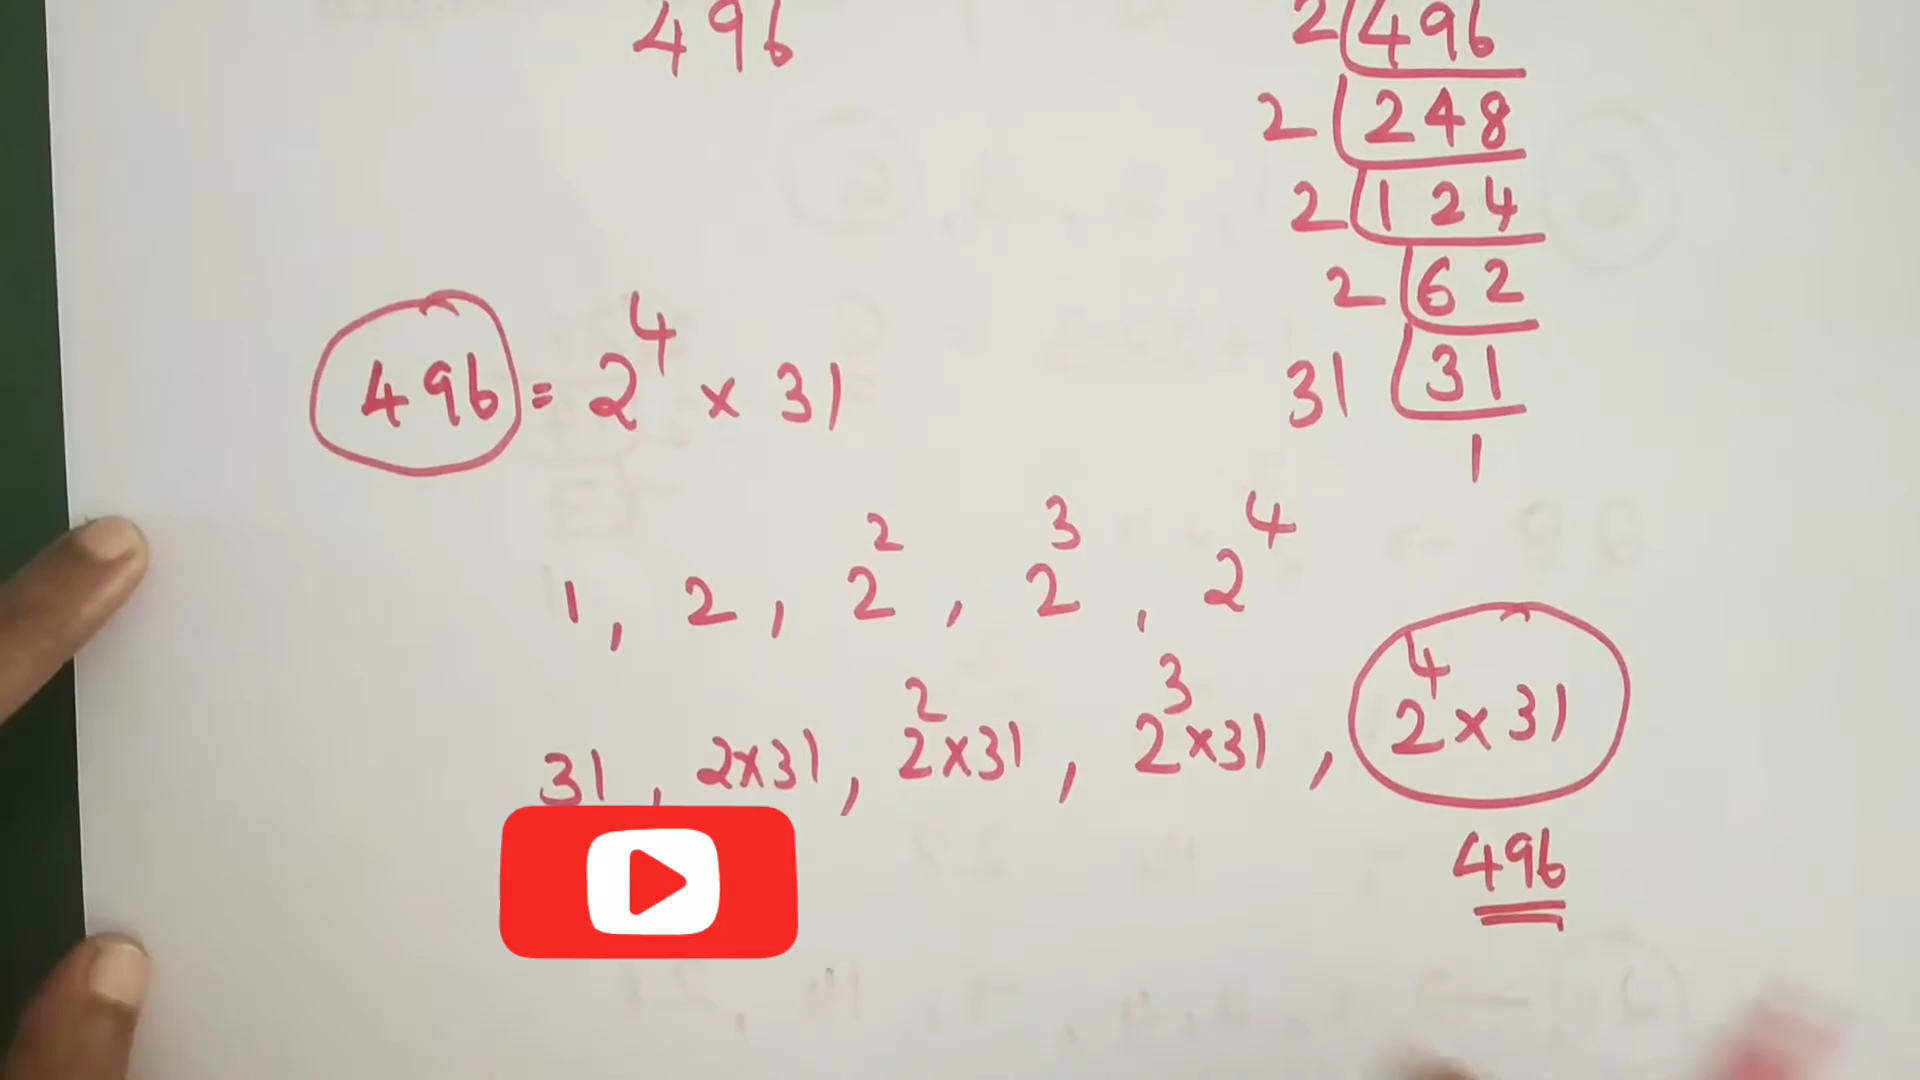 496
2 496
2 248
2 124
2 62
31 31
1
496 = 2⁴ × 31
1, 2, 2², 2³, 2⁴
31, 2×31, 2²×31, 2³×31, 2⁴×31
496